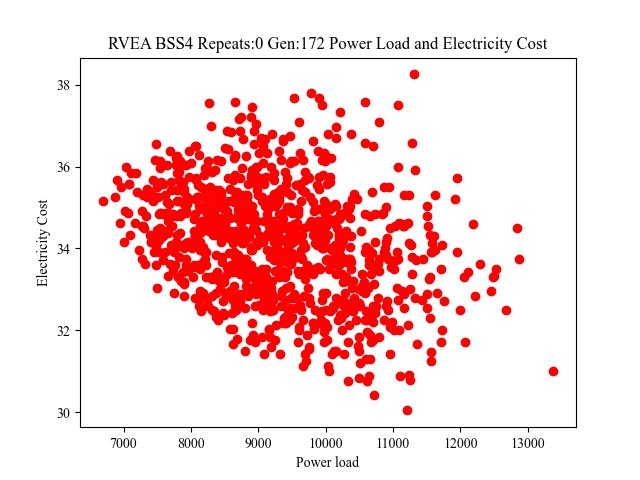 RVEA BSS4 Repeats:0 Gen:172 Power Load and Electricity Cost
38
36
34
32
30
Electricity Cost
7000 8000 9000 10000 11000 12000 13000
Power load